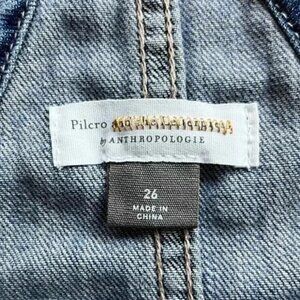 Pilcro
by ANTHROPOLOGIE
26
MADE IN
CHINA